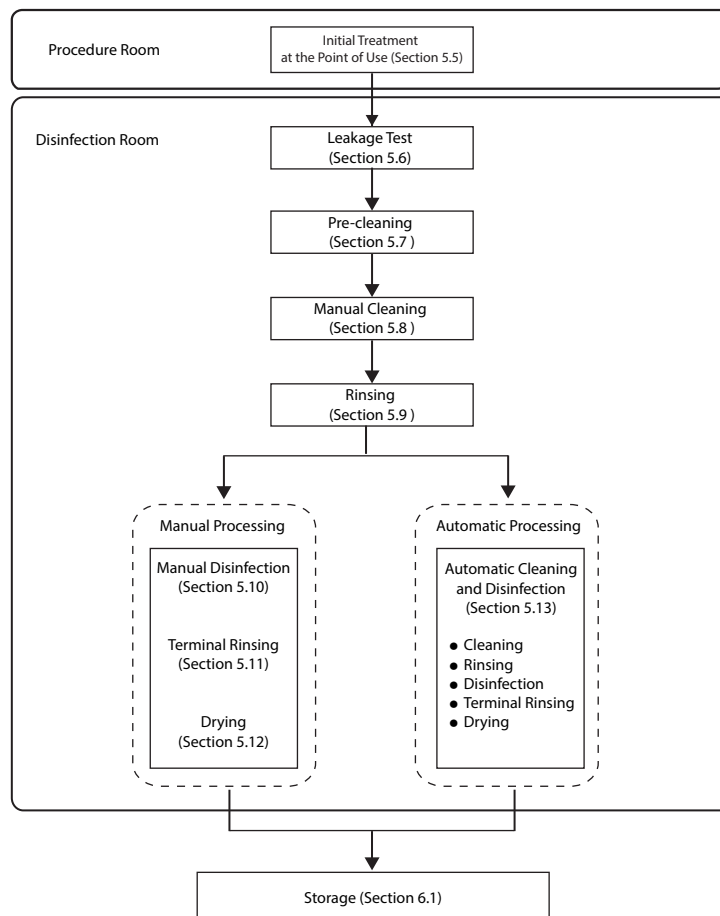 Procedure Room
Initial Treatment
at the Point of Use (Section 5.5)
Disinfection Room
Leakage Test
(Section 5.6)
Pre-cleaning
(Section 5.7 )
Manual Cleaning
(Section 5.8 )
Rinsing
(Section 5.9 )
Manual Processing
Manual Disinfection
(Section 5.10)
Terminal Rinsing
(Section 5.11)
Drying
(Section 5.12)
Automatic Processing
Automatic Cleaning
and Disinfection
(Section 5.13)
● Cleaning
● Rinsing
● Disinfection
● Terminal Rinsing
● Drying
Storage (Section 6.1)